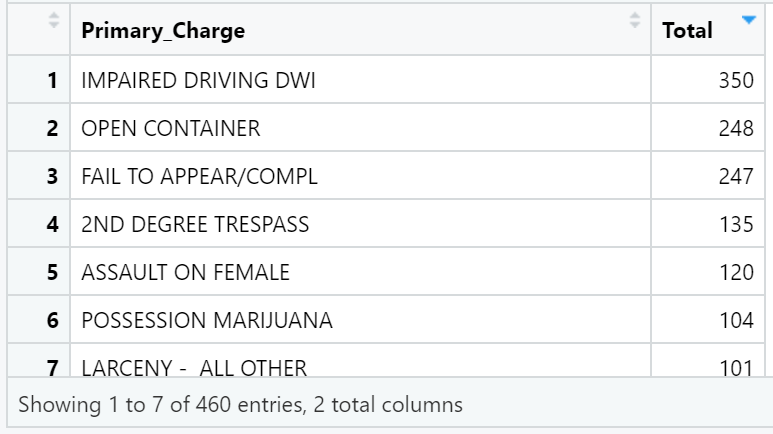 Primary_Charge Total
1 IMPAIRED DRIVING DWI 350
2 OPEN CONTAINER 248
3 FAIL TO APPEAR/COMPL 247
4 2ND DEGREE TRESPASS 135
5 ASSAULT ON FEMALE 120
6 POSSESSION MARIJUANA 104
7 LARCENY -  ALL OTHER 101
Showing 1 to 7 of 460 entries, 2 total columns